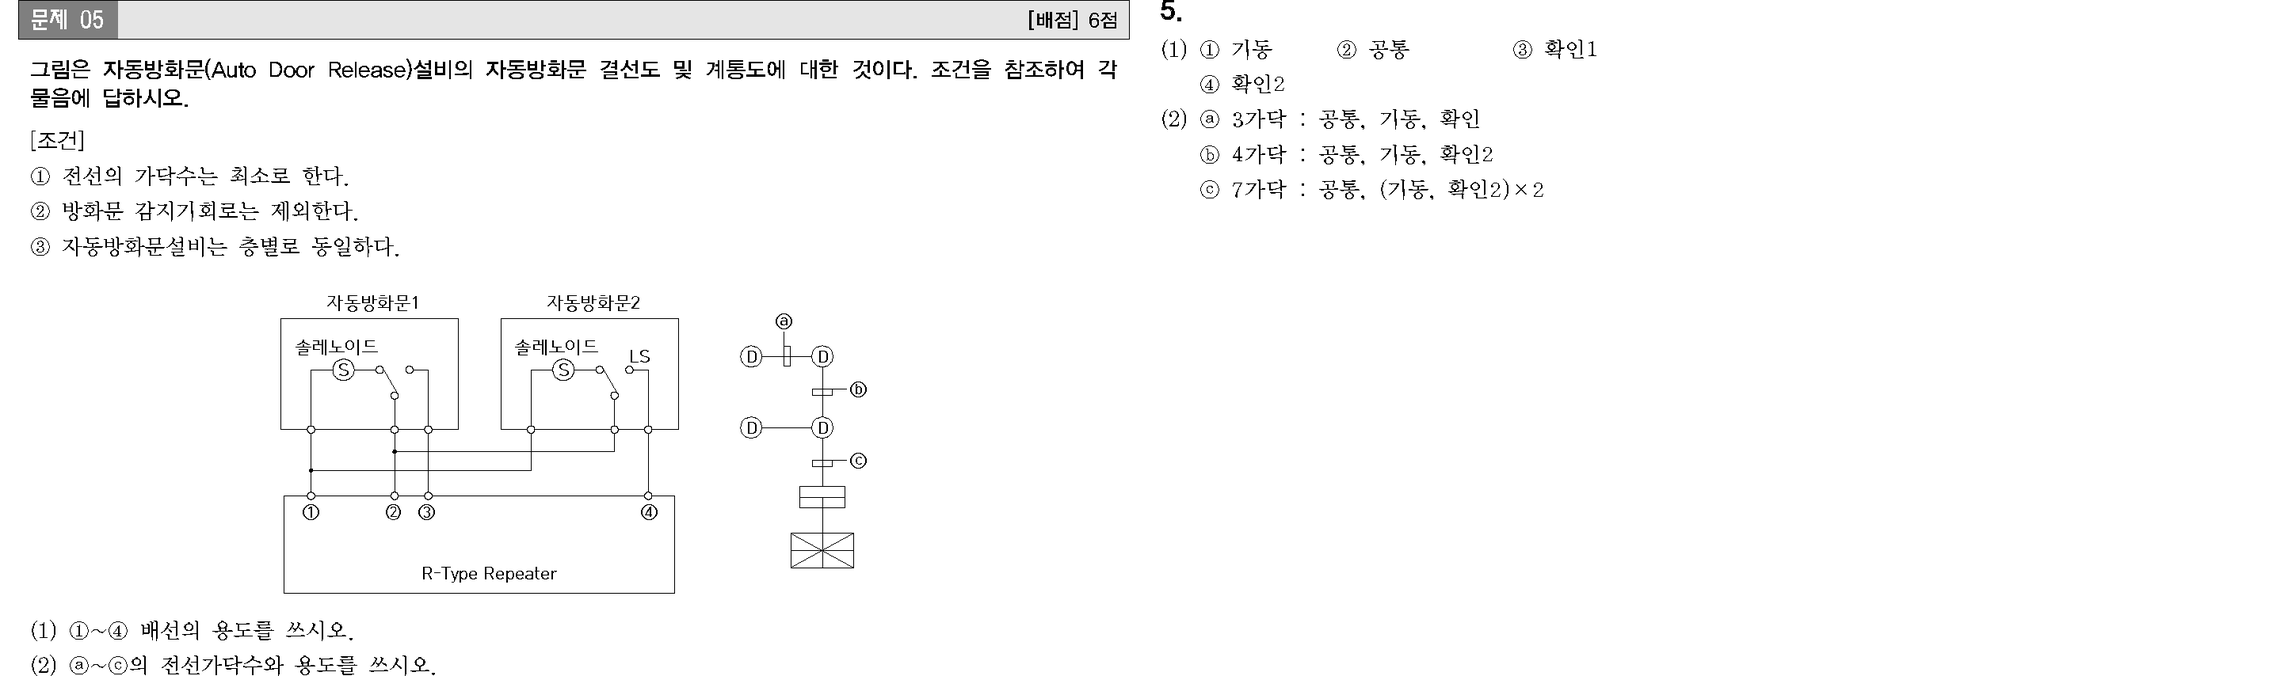 문제 05
[배점] 6점
그림은 자동방화문(Auto Door Release)설비의 자동방화문 결선도 및 계통도에 대한 것이다. 조건을 참조하여 각
물음에 답하시오.
[조건]
① 전선의 가닥수는 최소로 한다.
② 방화문 감지기회로는 제외한다.
③ 자동방화문설비는 층별로 동일하다.
자동방화문1
자동방화문2
솔레노이드
솔레노이드
LS
S
S
① ② ③ ④
R-Type Repeater
ⓐ
D D
ⓑ
D D
ⓒ
(1) ①~④ 배선의 용도를 쓰시오.
(2) ⓐ~ⓒ의 전선가닥수와 용도를 쓰시오.
5.
(1) ① 기동 ② 공통 ③ 확인1
④ 확인2
(2) ⓐ 3가닥 : 공통, 기동, 확인
ⓑ 4가닥 : 공통, 기동, 확인2
ⓒ 7가닥 : 공통, (기동, 확인2)×2